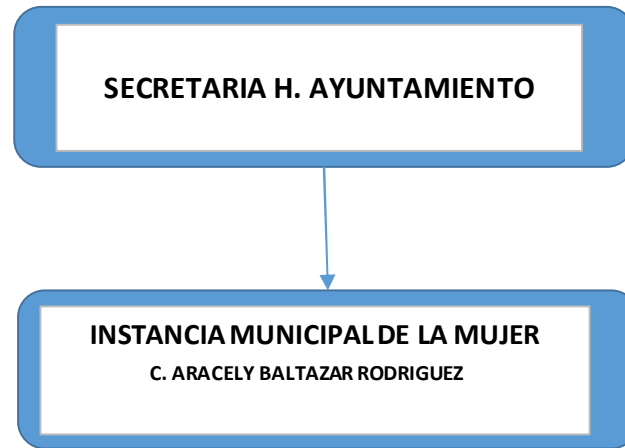 SECRETARIA H. AYUNTAMIENTO
INSTANCIA MUNICIPAL DE LA MUJER
C. ARACELY BALTAZAR RODRIGUEZ